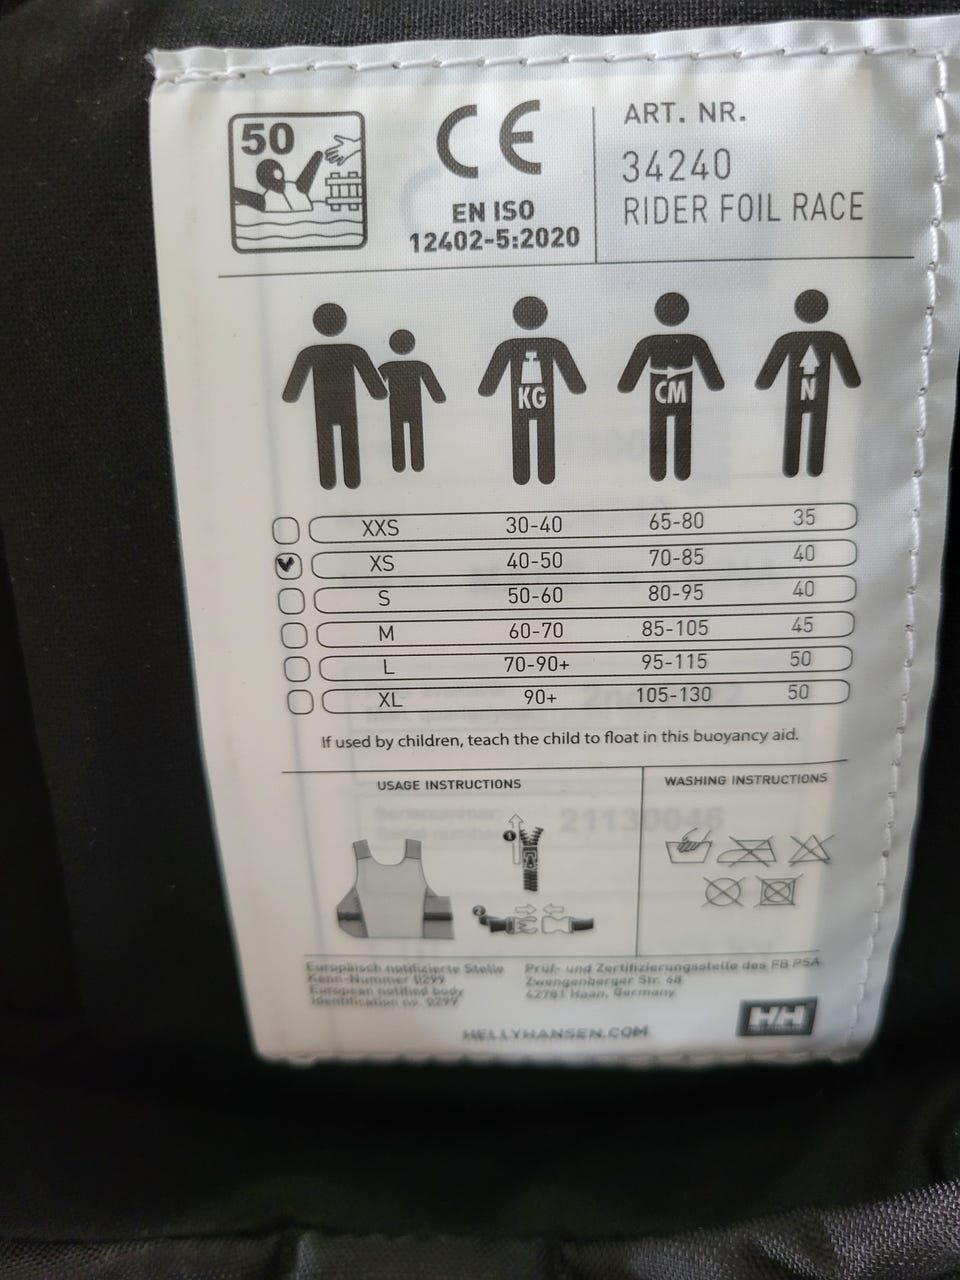 50
CE
EN ISO
12402-5:2020
ART. NR.
34240
RIDER FOIL RACE
KG
CM
N
XXS 30-40 65-80 35
XS 40-50 70-85 40
S 50-60 80-95 40
M 60-70 85-105 45
L 70-90+ 95-115 50
XL 90+ 105-130 50
If used by children, teach the child to float in this buoyancy aid.
USAGE INSTRUCTIONS
WASHING INSTRUCTIONS
1
2
21130046
Europäisch notifizierte Stelle
Kenn-Nummer 0299
European notified body
identification no. 0299
Prüf- und Zertifizierungsstelle des FB PSA
Zwengenberger Str. 68
42781 Haan, Germany
HELLYHANSEN.COM
HH